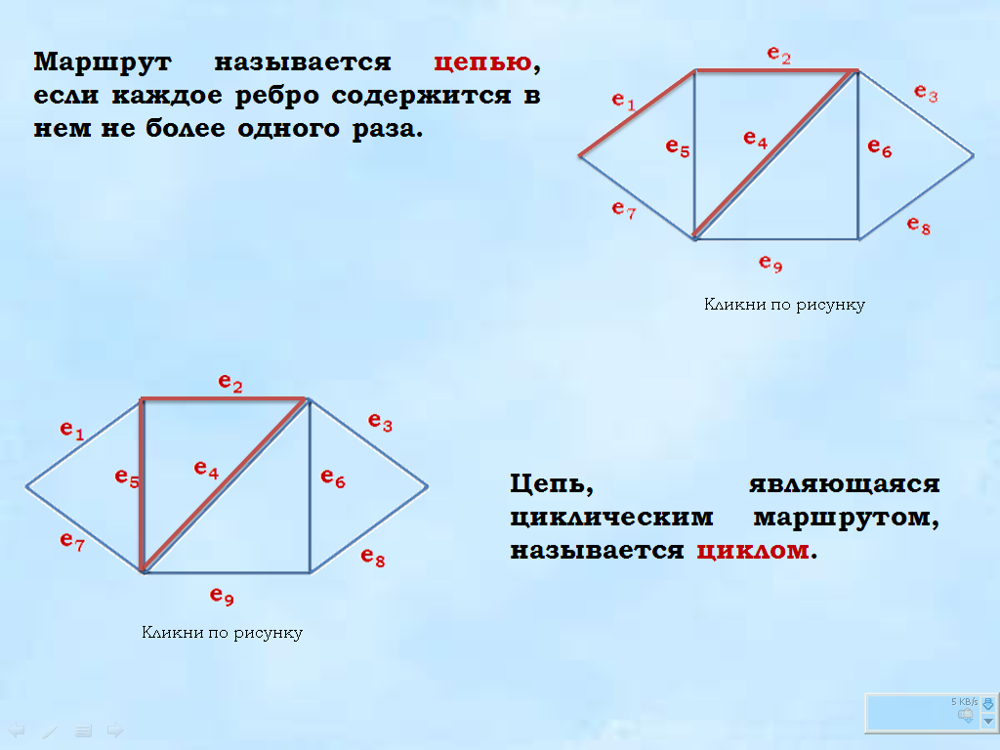 Маршрут называется цепью,
если каждое ребро содержится в
нем не более одного раза.
e2
e1
e3
e5
e4
e6
e7
e8
e9
Кликни по рисунку
e2
e1
e3
e5
e4
e6
e7
e8
e9
Кликни по рисунку
Цепь, являющаяся
циклическим маршрутом,
называется циклом.
5 KB/s